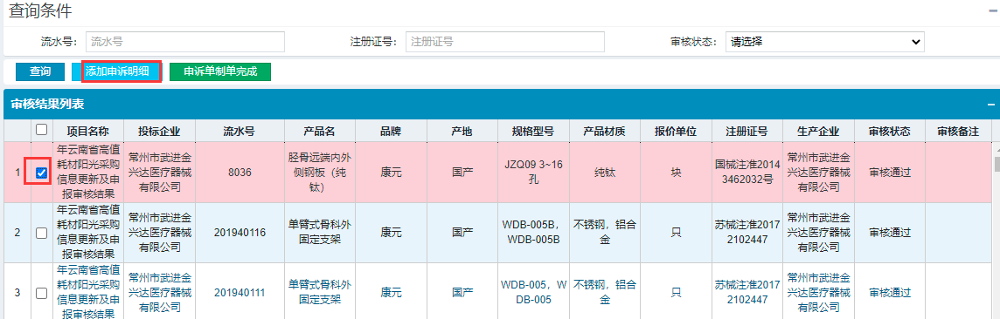 查询条件
流水号： 流水号 注册证号： 注册证号 审核状态： 请选择
查询 添加申诉明细 申诉单制单完成
审核结果列表
项目名称 投标企业 流水号 产品名 品牌 产地 规格型号 产品材质 报价单位 注册证号 生产企业 审核状态 审核备注
1
年云南省高值
耗材阳光采购
信息更新及申
报审核结果
常州市武进金
兴达医疗器械
有限公司
8036
胫骨远端内外
侧钢板（纯
钛）
康元
国产
JZQ09 3~16
孔
纯钛
块
国械注准2014
3462032号
常州市武进金
兴达医疗器械
有限公司
审核通过
2
年云南省高值
耗材阳光采购
信息更新及申
报审核结果
常州市武进金
兴达医疗器械
有限公司
201940116
单臂式骨科外
固定支架
康元
国产
WDB-005B，
WDB-005B
不锈钢，铝合
金
只
苏械注准2017
2102447
常州市武进金
兴达医疗器械
有限公司
审核通过
3
年云南省高值
耗材阳光采购
信息更新及申
报审核结果
常州市武进金
兴达医疗器械
有限公司
201940111
单臂式骨科外
固定支架
康元
国产
WDB-005，W
DB-005
不锈钢，铝合
金
只
苏械注准2017
2102447
常州市武进金
兴达医疗器械
有限公司
审核通过